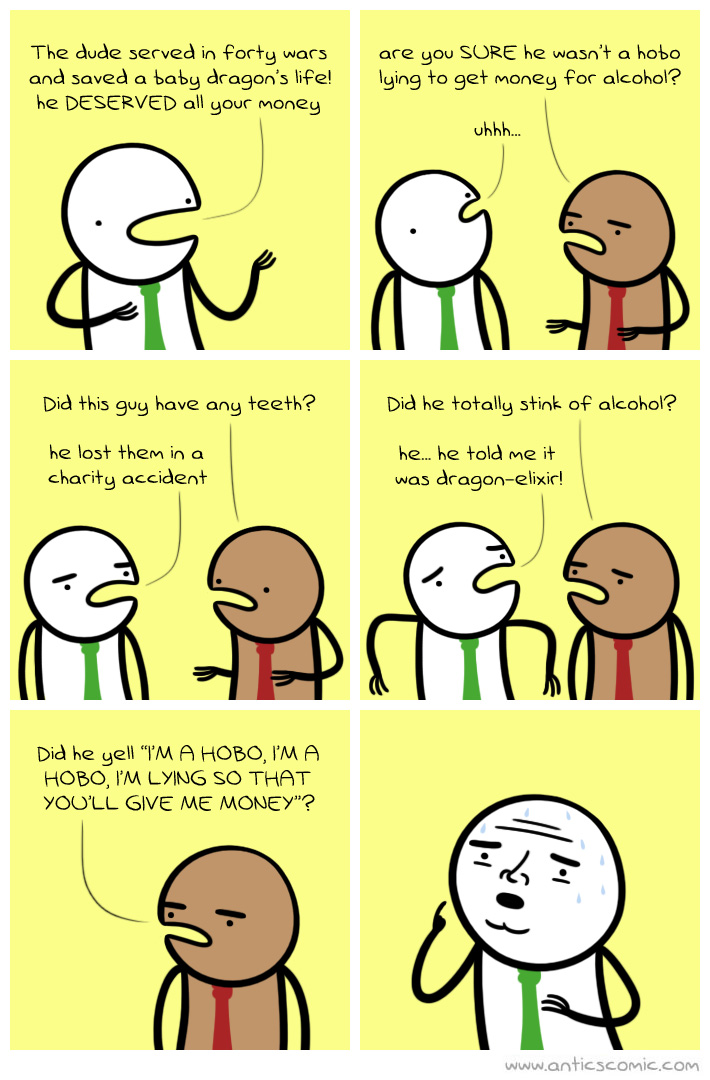 The dude served in forty wars
and saved a baby dragon's life!
he DESERVED all your money
are you SURE he wasn't a hobo
lying to get money for alcohol?
uhhh...
Did this guy have any teeth?
he lost them in a
charity accident
Did he totally stink of alcohol?
he... he told me it
was dragon-elixir!
Did he yell "I'M A HOBO, I'M A
HOBO, I'M LYING SO THAT
YOU'LL GIVE ME MONEY"?
www.anticscomic.com